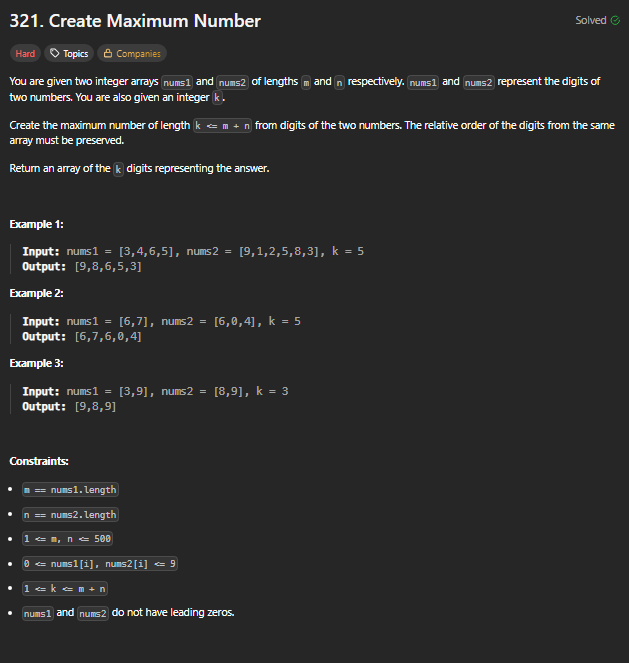 321. Create Maximum Number
Solved
Hard Topics Companies
You are given two integer arrays nums1 and nums2 of lengths m and n respectively. nums1 and nums2 represent the digits of
two numbers. You are also given an integer k.
Create the maximum number of length k <= m + n from digits of the two numbers. The relative order of the digits from the same
array must be preserved.
Return an array of the k digits representing the answer.
Example 1:
Input: nums1 = [3,4,6,5], nums2 = [9,1,2,5,8,3], k = 5
Output: [9,8,6,5,3]
Example 2:
Input: nums1 = [6,7], nums2 = [6,0,4], k = 5
Output: [6,7,6,0,4]
Example 3:
Input: nums1 = [3,9], nums2 = [8,9], k = 3
Output: [9,8,9]
Constraints:
• m == nums1.length
• n == nums2.length
• 1 <= m, n <= 500
• 0 <= nums1[i], nums2[i] <= 9
• 1 <= k <= m + n
• nums1 and nums2 do not have leading zeros.